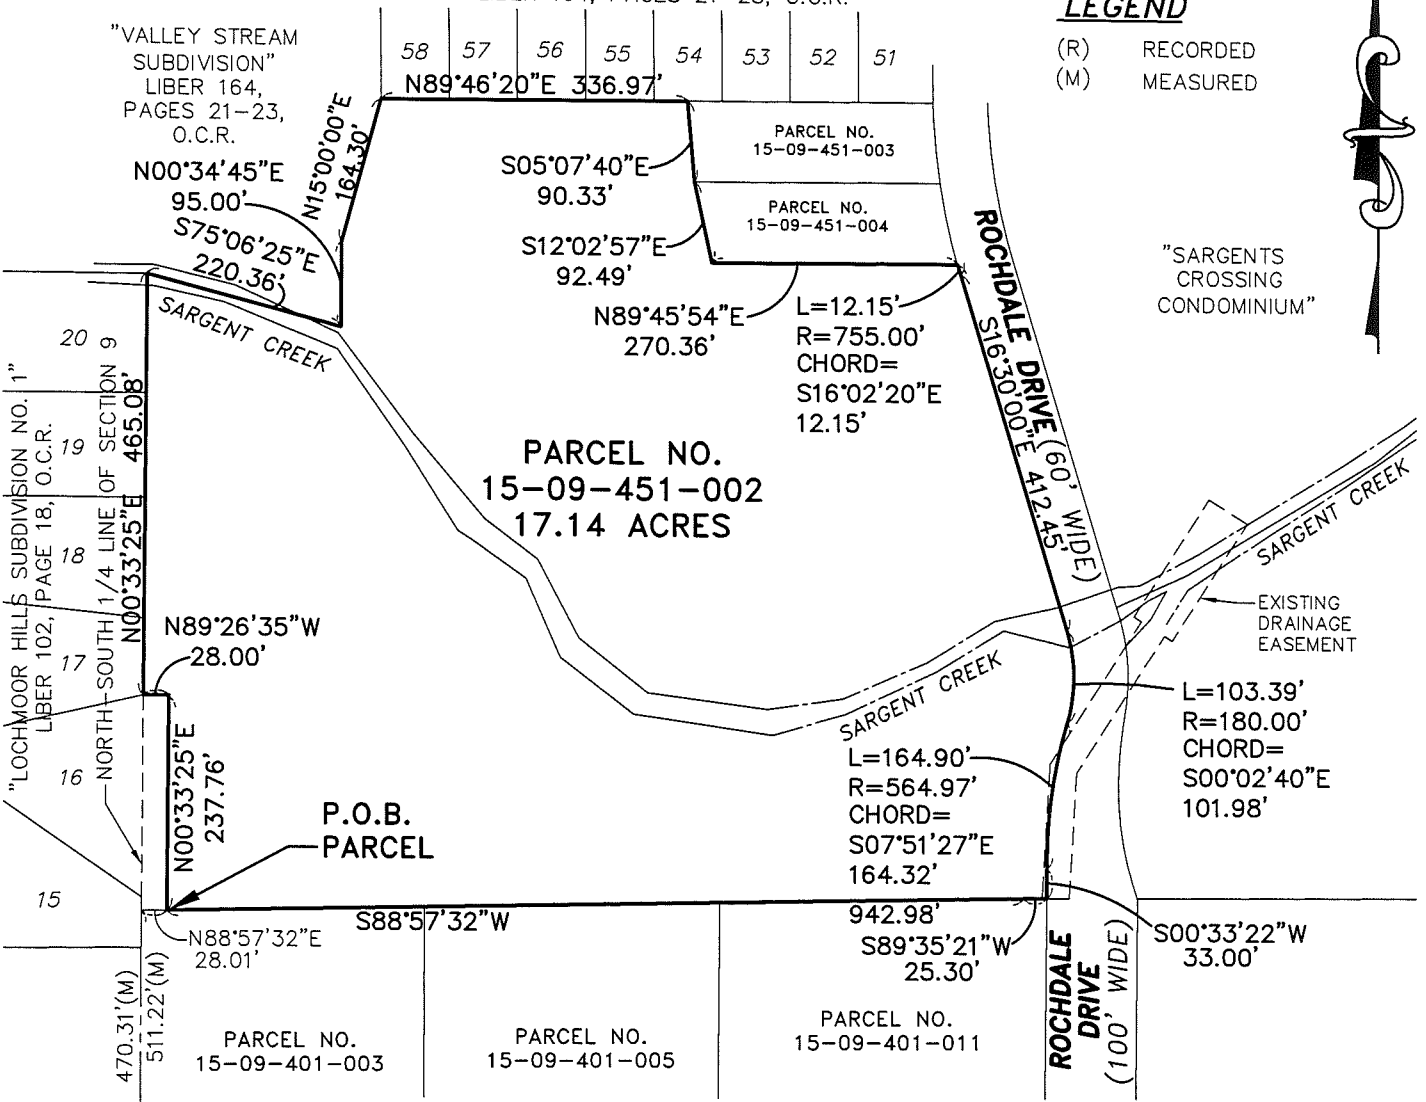 LEGEND
(R) RECORDED
(M) MEASURED
"VALLEY STREAM
SUBDIVISION"
LIBER 164,
PAGES 21-23,
O.C.R.
58 57 56 55 54 53 52 51
N89°46'20"E 336.97'
N15°00'00"E
164.30'
N00°34'45"E
95.00'
S75°06'25"E
220.36'
SARGENT CREEK
S05°07'40"E
90.33'
S12°02'57"E
92.49'
N89°45'54"E
270.36'
PARCEL NO.
15-09-451-003
PARCEL NO.
15-09-451-004
L=12.15'
R=755.00'
CHORD=
S16°02'20"E
12.15'
ROCHDALE DRIVE (60' WIDE)
S16°30'00"E 412.45'
"SARGENTS
CROSSING
CONDOMINIUM"
20
19
18
17
16
15
"LOCHMOOR HILLS SUBDIVISION NO. 1"
LIBER 102, PAGE 18, O.C.R.
NORTH-SOUTH 1/4 LINE OF SECTION 9
N00°33'25"E 465.08'
PARCEL NO.
15-09-451-002
17.14 ACRES
SARGENT CREEK
EXISTING
DRAINAGE
EASEMENT
N89°26'35"W
28.00'
SARGENT CREEK
L=103.39'
R=180.00'
CHORD=
S00°02'40"E
101.98'
N00°33'25"E
237.76'
P.O.B.
PARCEL
L=164.90'
R=564.97'
CHORD=
S07°51'27"E
164.32'
S88°57'32"W
942.98'
N88°57'32"E
28.01'
S89°35'21"W
25.30'
S00°33'22"W
33.00'
470.31'(M)
511.22'(M)
PARCEL NO.
15-09-401-003
PARCEL NO.
15-09-401-005
PARCEL NO.
15-09-401-011
ROCHDALE
DRIVE
(100' WIDE)